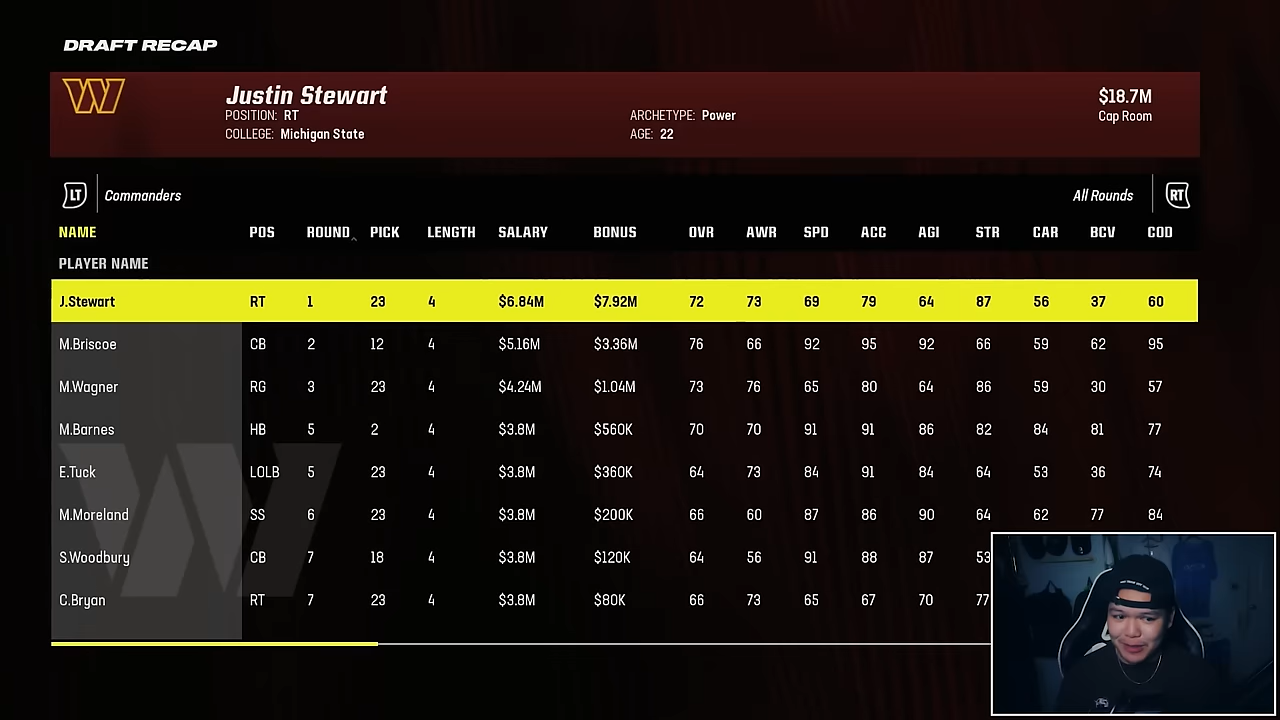 DRAFT RECAP
Justin Stewart
POSITION: RT
COLLEGE: Michigan State
ARCHETYPE: Power
AGE: 22
$18.7M
Cap Room
LT Commanders All Rounds RT
NAME POS ROUND PICK LENGTH SALARY BONUS OVR AWR SPD ACC AGI STR CAR BCV COD
PLAYER NAME
J.Stewart RT 1 23 4 $6.84M $7.92M 72 73 69 79 64 87 56 37 60
M.Briscoe CB 2 12 4 $5.16M $3.36M 76 66 92 95 92 66 59 62 95
M.Wagner RG 3 23 4 $4.24M $1.04M 73 76 65 80 64 86 59 30 57
M.Barnes HB 5 2 4 $3.8M $560K 70 70 91 91 86 82 84 81 77
E.Tuck LOLB 5 23 4 $3.8M $360K 64 73 84 91 84 64 53 36 74
M.Moreland SS 6 23 4 $3.8M $200K 66 60 87 86 90 64 62 77 84
S.Woodbury CB 7 18 4 $3.8M $120K 64 56 91 88 87 53
C.Bryan RT 7 23 4 $3.8M $80K 66 73 65 67 70 77